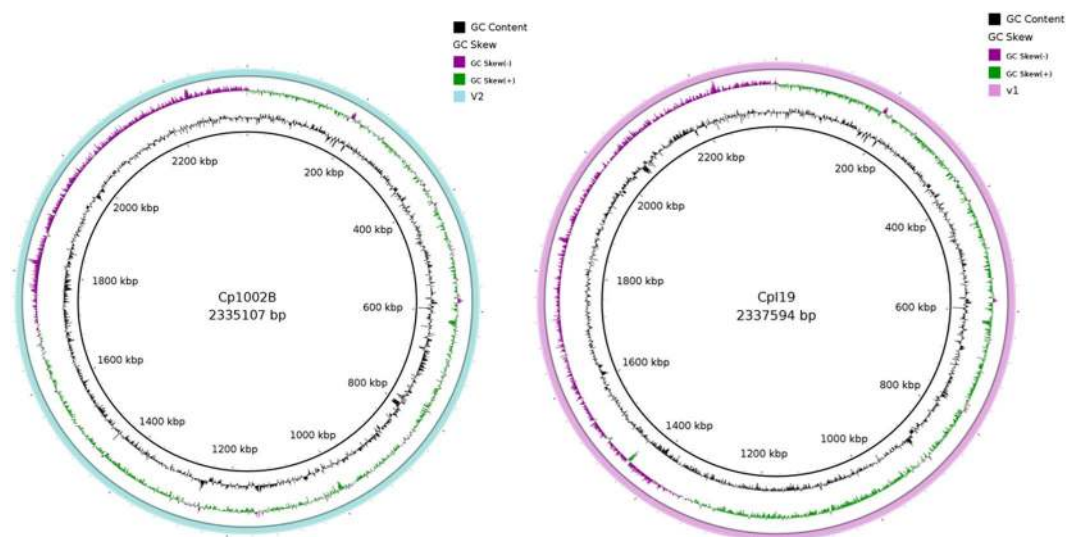 GC Content
GC Skew
GC Skew(-)
GC Skew(+)
V2
2200 kbp
200 kbp
2000 kbp
400 kbp
1800 kbp
Cp1002B
2335107 bp
600 kbp
1600 kbp
800 kbp
1400 kbp
1000 kbp
1200 kbp
GC Content
GC Skew
GC Skew(-)
GC Skew(+)
v1
2200 kbp
200 kbp
2000 kbp
400 kbp
1800 kbp
CpI19
2337594 bp
600 kbp
1600 kbp
800 kbp
1400 kbp
1000 kbp
1200 kbp